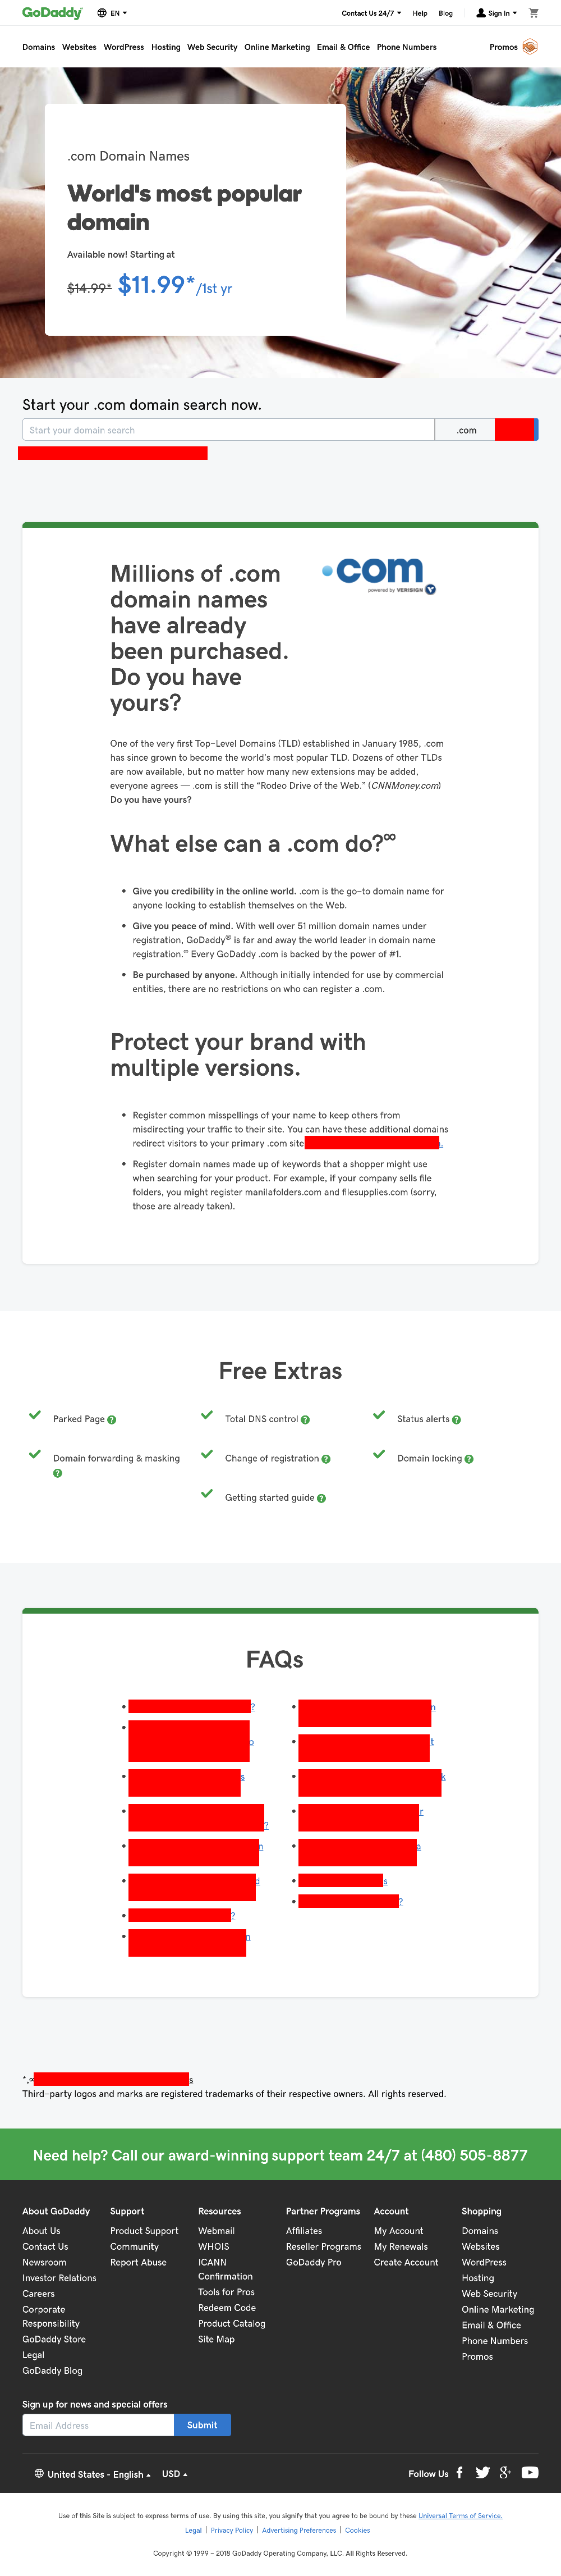 GoDaddy
EN
Contact Us 24/7
Help
Blog
Sign In
Domains Websites WordPress Hosting Web Security Online Marketing Email & Office Phone Numbers
Promos
.com Domain Names
World's most popular
domain
Available now! Starting at
$14.99* $11.99*/1st yr
Start your .com domain search now.
Start your domain search
.com
Millions of .com
domain names
have already
been purchased.
Do you have
yours?
com
powered by VERISIGN
One of the very first Top-Level Domains (TLD) established in January 1985, .com
has since grown to become the world's most popular TLD. Dozens of other TLDs
are now available, but no matter how many new extensions may be added,
everyone agrees — .com is still the “Rodeo Drive of the Web.” (CNNMoney.com)
Do you have yours?
What else can a .com do?∞
Give you credibility in the online world. .com is the go-to domain name for
anyone looking to establish themselves on the Web.
Give you peace of mind. With well over 51 million domain names under
registration, GoDaddy® is far and away the world leader in domain name
registration.∞ Every GoDaddy .com is backed by the power of #1.
Be purchased by anyone. Although initially intended for use by commercial
entities, there are no restrictions on who can register a .com.
Protect your brand with
multiple versions.
Register common misspellings of your name to keep others from
misdirecting your traffic to their site. You can have these additional domains
redirect visitors to your primary .com site
Register domain names made up of keywords that a shopper might use
when searching for your product. For example, if your company sells file
folders, you might register manilafolders.com and filesupplies.com (sorry,
those are already taken).
Free Extras
Parked Page ?
Total DNS control ?
Status alerts ?
Domain forwarding & masking
?
Change of registration ?
Domain locking ?
Getting started guide ?
FAQs
*,∞
Third-party logos and marks are registered trademarks of their respective owners. All rights reserved.
Need help? Call our award-winning support team 24/7 at (480) 505-8877
About GoDaddy
About Us
Contact Us
Newsroom
Investor Relations
Careers
Corporate
Responsibility
GoDaddy Store
Legal
GoDaddy Blog
Support
Product Support
Community
Report Abuse
Resources
Webmail
WHOIS
ICANN
Confirmation
Tools for Pros
Redeem Code
Product Catalog
Site Map
Partner Programs
Affiliates
Reseller Programs
GoDaddy Pro
Account
My Account
My Renewals
Create Account
Shopping
Domains
Websites
WordPress
Hosting
Web Security
Online Marketing
Email & Office
Phone Numbers
Promos
Sign up for news and special offers
Email Address
Submit
United States - English
USD
Follow Us
Use of this Site is subject to express terms of use. By using this site, you signify that you agree to be bound by these Universal Terms of Service.
Legal | Privacy Policy | Advertising Preferences | Cookies
Copyright © 1999 - 2018 GoDaddy Operating Company, LLC. All Rights Reserved.